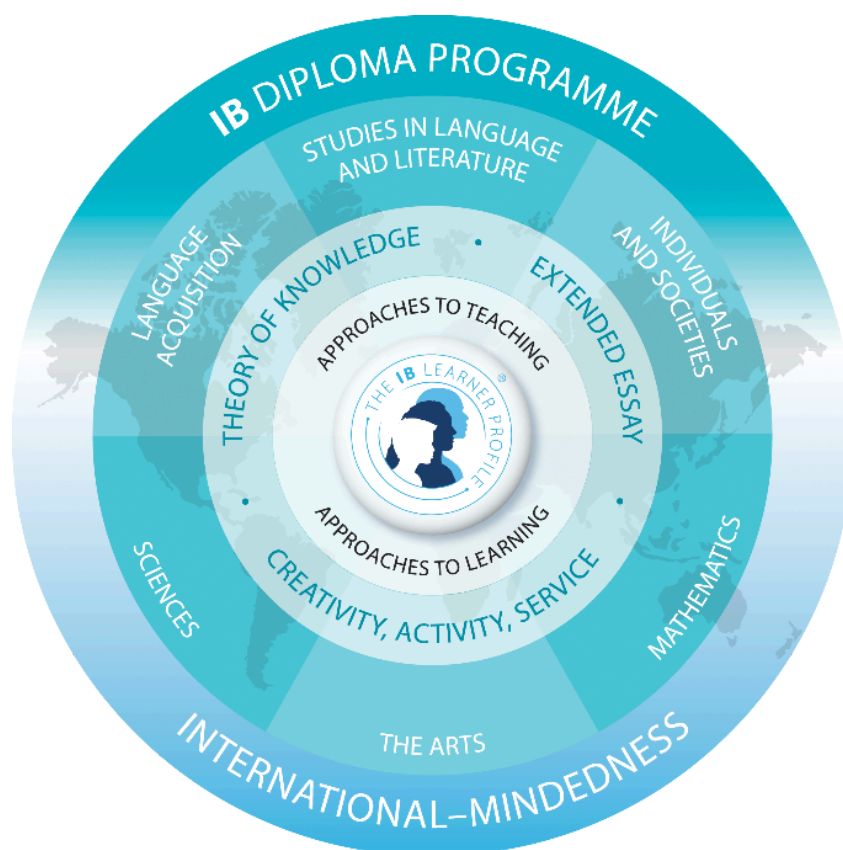 IB DIPLOMA PROGRAMME
STUDIES IN LANGUAGE
AND LITERATURE
LANGUAGE
ACQUISITION
INDIVIDUALS
AND SOCIETIES
THEORY OF KNOWLEDGE
EXTENDED ESSAY
APPROACHES TO TEACHING
THE IB LEARNER PROFILE ®
APPROACHES TO LEARNING
CREATIVITY, ACTIVITY, SERVICE
SCIENCES
MATHEMATICS
THE ARTS
INTERNATIONAL–MINDEDNESS